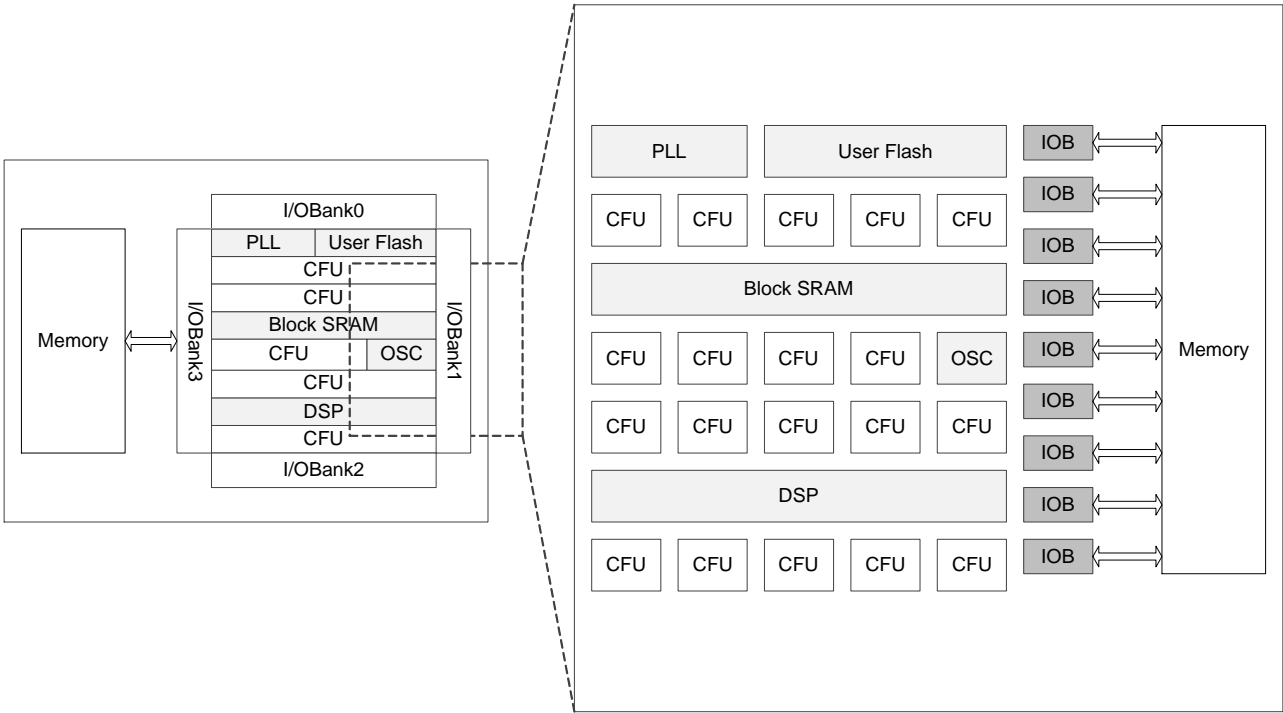 I/OBank0
PLL User Flash
CFU
CFU
Block SRAM
CFU OSC
CFU
DSP
CFU
I/OBank2
Memory
I/OBank3
I/OBank1
PLL User Flash IOB
IOB
CFU CFU CFU CFU CFU
IOB
Block SRAM IOB
CFU CFU CFU CFU OSC IOB
Memory
IOB
CFU CFU CFU CFU CFU
IOB
DSP IOB
CFU CFU CFU CFU CFU IOB